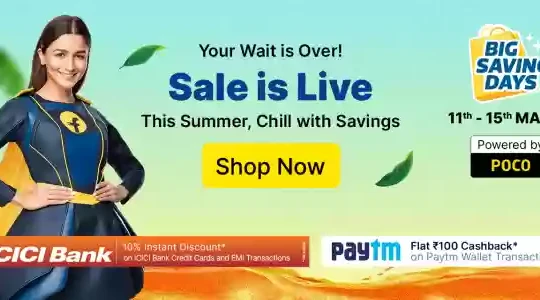 Your Wait is Over!
Sale is Live
This Summer, Chill with Savings
Shop Now
BIG
SAVING
DAYS
11th - 15th MA
Powered by
POCO
CICI Bank
10% Instant Discount*
on ICICI Bank Credit Cards and EMI Transactions
paytm
Flat ₹100 Cashback*
on Paytm Wallet Transac